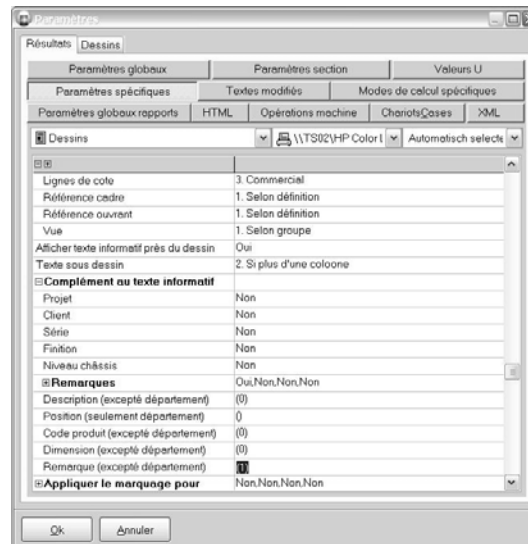 Paramètres
Résultats Dessins
Paramètres globaux Paramètres section Valeurs U
Paramètres spécifiques Textes modifiés Modes de calcul spécifiques
Paramètres globaux rapports HTML Opérations machine ChariotsCases XML
Dessins \\TS02\HP Color L Automatisch selecte
Lignes de cote 3. Commercial
Référence cadre 1. Selon définition
Référence ouvrant 1. Selon définition
Vue 1. Selon groupe
Afficher texte informatif près du dessin Oui
Texte sous dessin 2. Si plus d'une coloone
Complément au texte informatif
Projet Non
Client Non
Série Non
Finition Non
Niveau châssis Non
Remarques Oui,Non,Non,Non
Description (excepté département) (0)
Position (seulement département) ()
Code produit (excepté département) (0)
Dimension (excepté département) (0)
Remarque (excepté département) (1)
Appliquer le marquage pour Non,Non,Non,Non
Ok Annuler